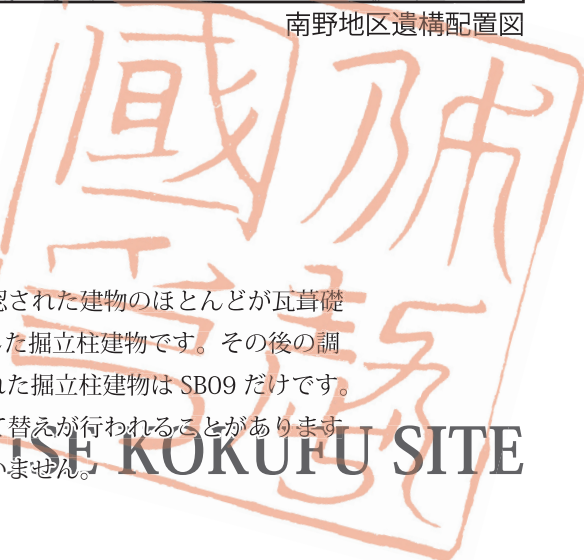 南野地区遺構配置図
認された建物のほとんどが瓦葺礎
した掘立柱建物です。その後の調
れた掘立柱建物は SB09 だけです。
て替えが行われることがあります
いません。
ISE KOKUFU SITE